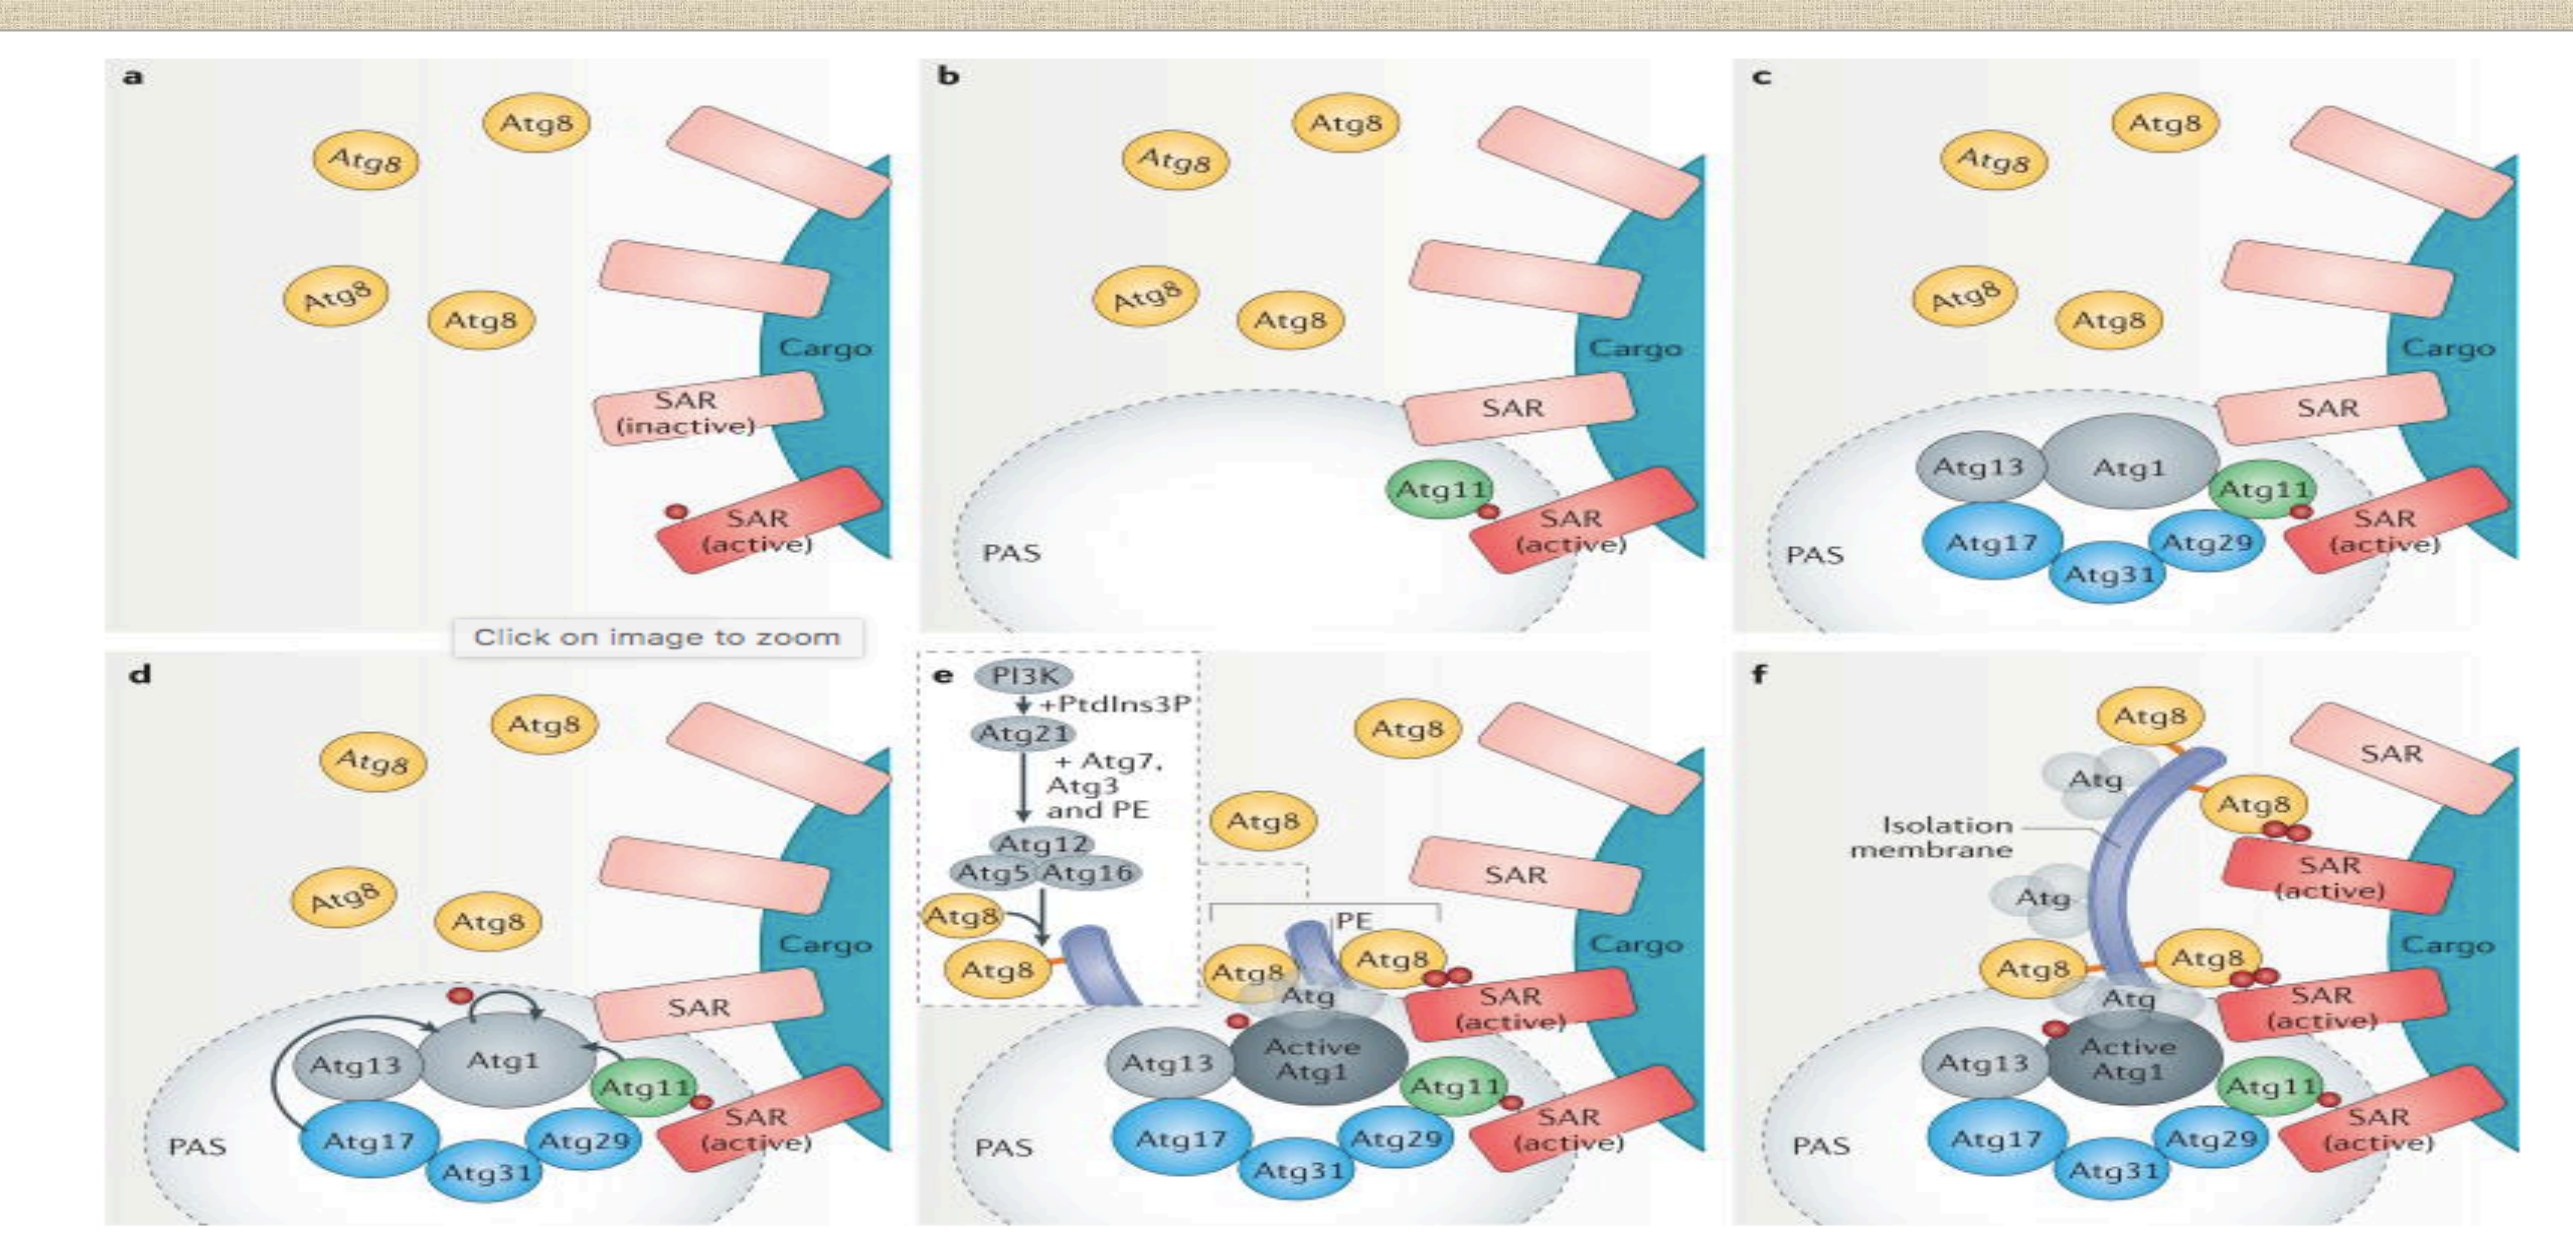 a
Atg8
Atg8
Atg8
Atg8
Cargo
SAR
(inactive)
SAR
(active)
b
Atg8
Atg8
Atg8
Atg8
Cargo
SAR
Atg11
SAR
(active)
PAS
c
Atg8
Atg8
Atg8
Atg8
Cargo
SAR
Atg13
Atg1
Atg11
SAR
(active)
Atg17
Atg29
Atg31
PAS
Click on image to zoom
d
Atg8
Atg8
Atg8
Atg8
Cargo
SAR
Atg13
Atg1
Atg11
SAR
(active)
Atg17
Atg29
Atg31
PAS
e
PI3K
+PtdIns3P
Atg21
+ Atg7,
Atg3
and PE
Atg12
Atg5
Atg16
Atg8
Atg8
Atg8
Atg8
SAR
PE
Cargo
Atg8
Atg8
Atg
SAR
(active)
Atg13
Active
Atg1
Atg11
SAR
(active)
Atg17
Atg29
Atg31
PAS
f
Atg8
SAR
Atg
Atg8
Isolation
membrane
SAR
(active)
Atg
Cargo
Atg8
Atg8
Atg
SAR
(active)
Atg13
Active
Atg1
Atg11
SAR
(active)
Atg17
Atg29
Atg31
PAS